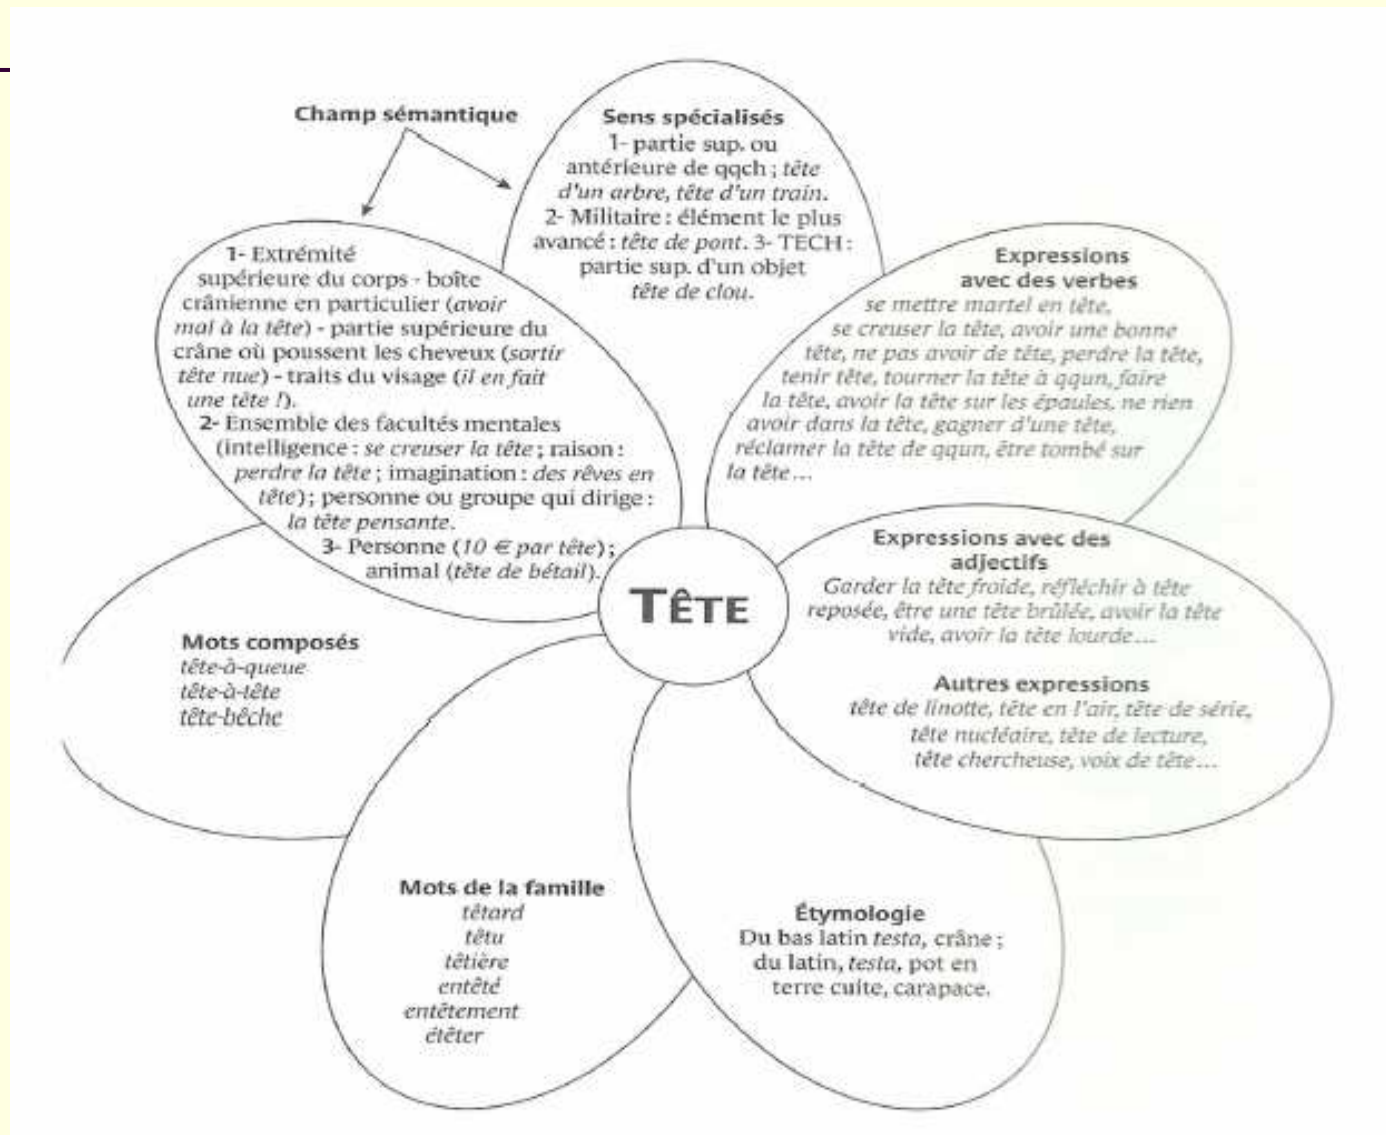 Champ sémantique
Sens spécialisés
1- partie sup. ou
antérieure de qqch ; tête
d'un arbre, tête d'un train.
2- Militaire : élément le plus
avancé : tête de pont. 3- TECH :
partie sup. d'un objet
tête de clou.
1- Extrémité
supérieure du corps - boîte
crânienne en particulier (avoir
mal à la tête) - partie supérieure du
crâne où poussent les cheveux (sortir
tête nue) - traits du visage (il en fait
une tête !).
2- Ensemble des facultés mentales
(intelligence : se creuser la tête ; raison :
perdre la tête ; imagination : des rêves en
tête) ; personne ou groupe qui dirige :
la tête pensante.
3- Personne (10 € par tête) ;
animal (tête de bétail).
Expressions
avec des verbes
se mettre martel en tête,
se creuser la tête, avoir une bonne
tête, ne pas avoir de tête, perdre la tête,
tenir tête, tourner la tête à qqun, faire
la tête, avoir la tête sur les épaules, ne rien
avoir dans la tête, gagner d'une tête,
réclamer la tête de qqun, être tombé sur
la tête...
Expressions avec des
adjectifs
Garder la tête froide, réfléchir à tête
reposée, être une tête brûlée, avoir la tête
vide, avoir la tête lourde...
Autres expressions
tête de linotte, tête en l'air, tête de série,
tête nucléaire, tête de lecture,
tête chercheuse, voix de tête...
TÊTE
Mots composés
tête-à-queue
tête-à-tête
tête-bêche
Mots de la famille
têtard
têtu
têtière
entêté
entêtement
étêter
Étymologie
Du bas latin testa, crâne ;
du latin, testa, pot en
terre cuite, carapace.